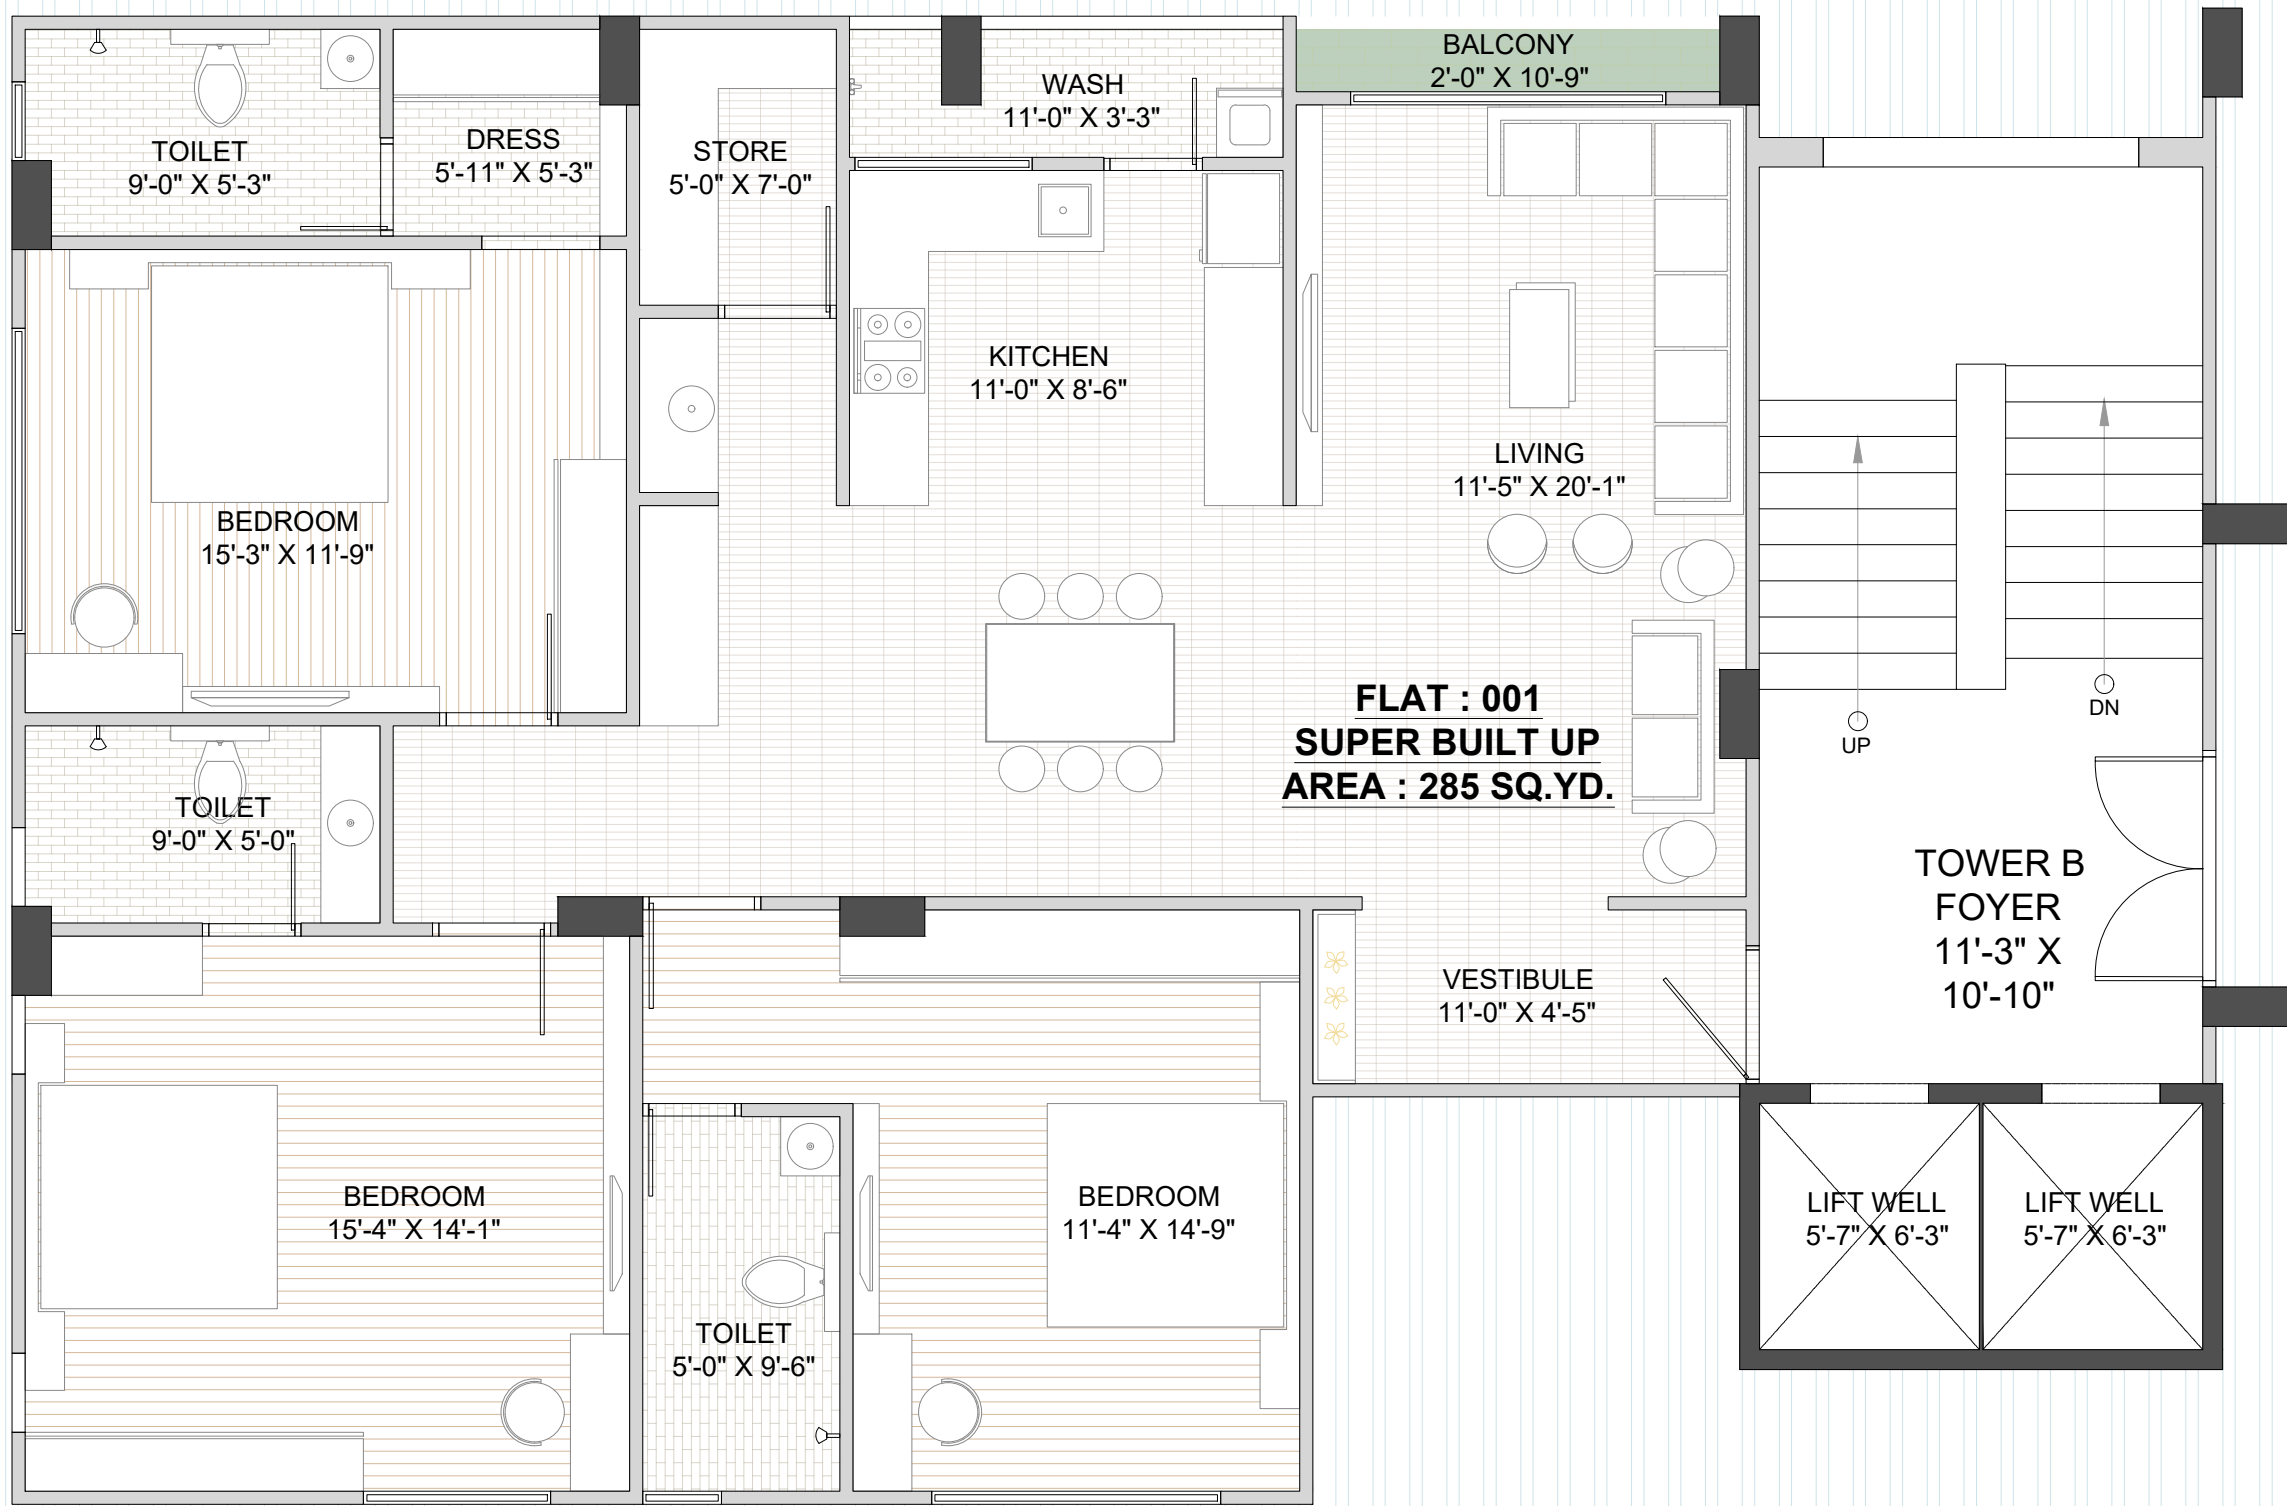 BALCONY
2'-0" X 10'-9"
WASH
11'-0" X 3'-3"
DRESS
5'-11" X 5'-3"
TOILET
9'-0" X 5'-3"
STORE
5'-0" X 7'-0"
KITCHEN
11'-0" X 8'-6"
LIVING
11'-5" X 20'-1"
BEDROOM
15'-3" X 11'-9"
FLAT : 001
SUPER BUILT UP
AREA : 285 SQ.YD.
DN
UP
TOILET
9'-0" X 5'-0"
TOWER B
FOYER
11'-3" X
10'-10"
VESTIBULE
11'-0" X 4'-5"
BEDROOM
15'-4" X 14'-1"
BEDROOM
11'-4" X 14'-9"
LIFT WELL
5'-7" X 6'-3"
LIFT WELL
5'-7" X 6'-3"
TOILET
5'-0" X 9'-6"